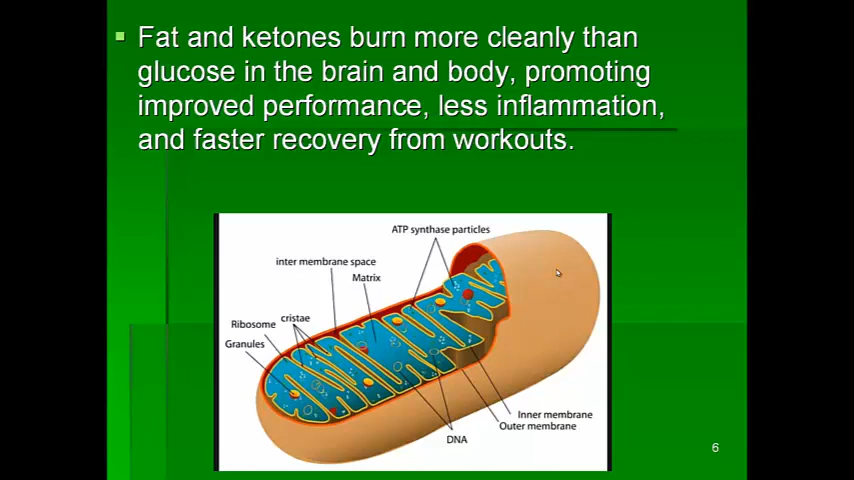 Fat and ketones burn more cleanly than
glucose in the brain and body, promoting
improved performance, less inflammation,
and faster recovery from workouts.
ATP synthase particles
inter membrane space
Matrix
cristae
Ribosome
Granules
Inner membrane
Outer membrane
DNA
6